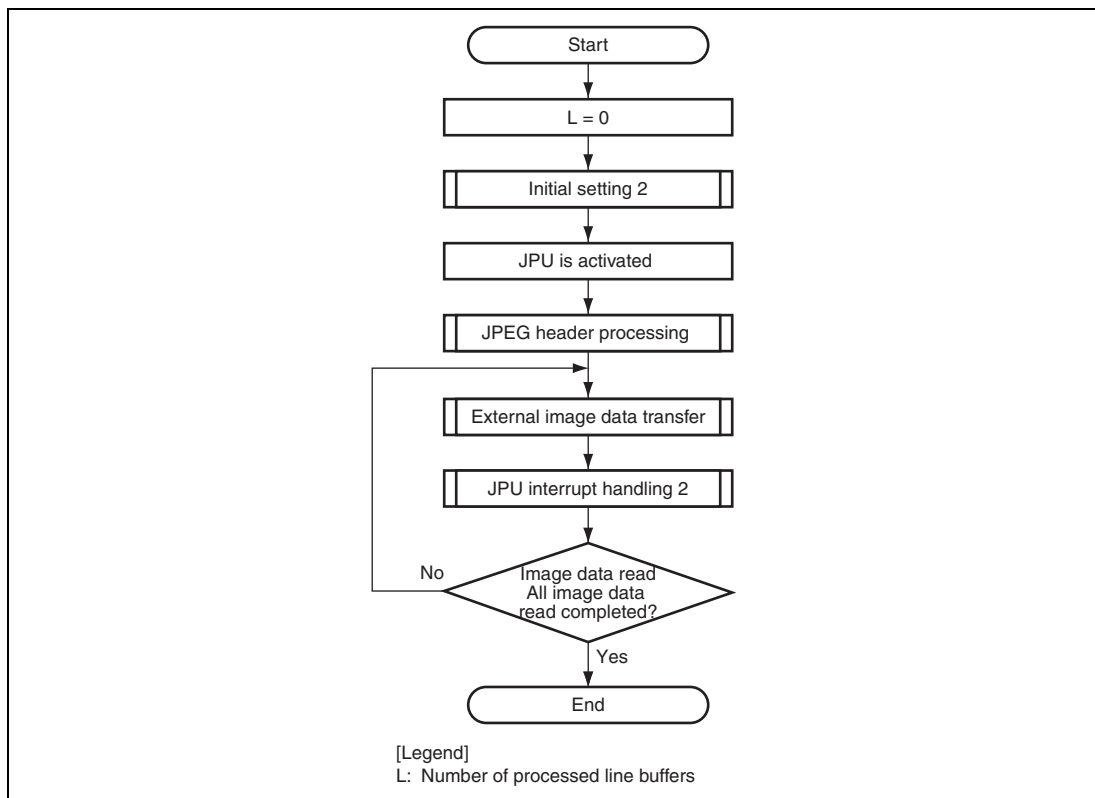 Start
L = 0
Initial setting 2
JPU is activated
JPEG header processing
External image data transfer
JPU interrupt handling 2
Image data read
All image data
read completed?
No
Yes
End
[Legend]
L: Number of processed line buffers